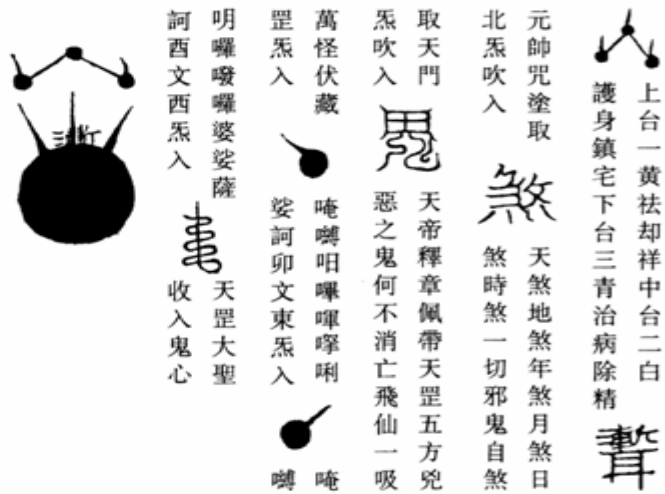 上台一黄祛却祥中台二白
護身鎮宅下台三青治病除精
元帥咒塗取
北炁吹入
煞
天煞地煞年煞月煞日
煞時煞一切邪鬼自煞
取天門
炁吹入
天帝釋章佩帶天罡五方兇
惡之鬼何不消亡飛仙一吸
萬怪伏藏
罡炁入
唵嚩呾嗶喗唎
娑訶卯文東炁入
唵
嚩
明囉囉婆娑薩
訶酉文西炁入
天罡大聖
收入鬼心